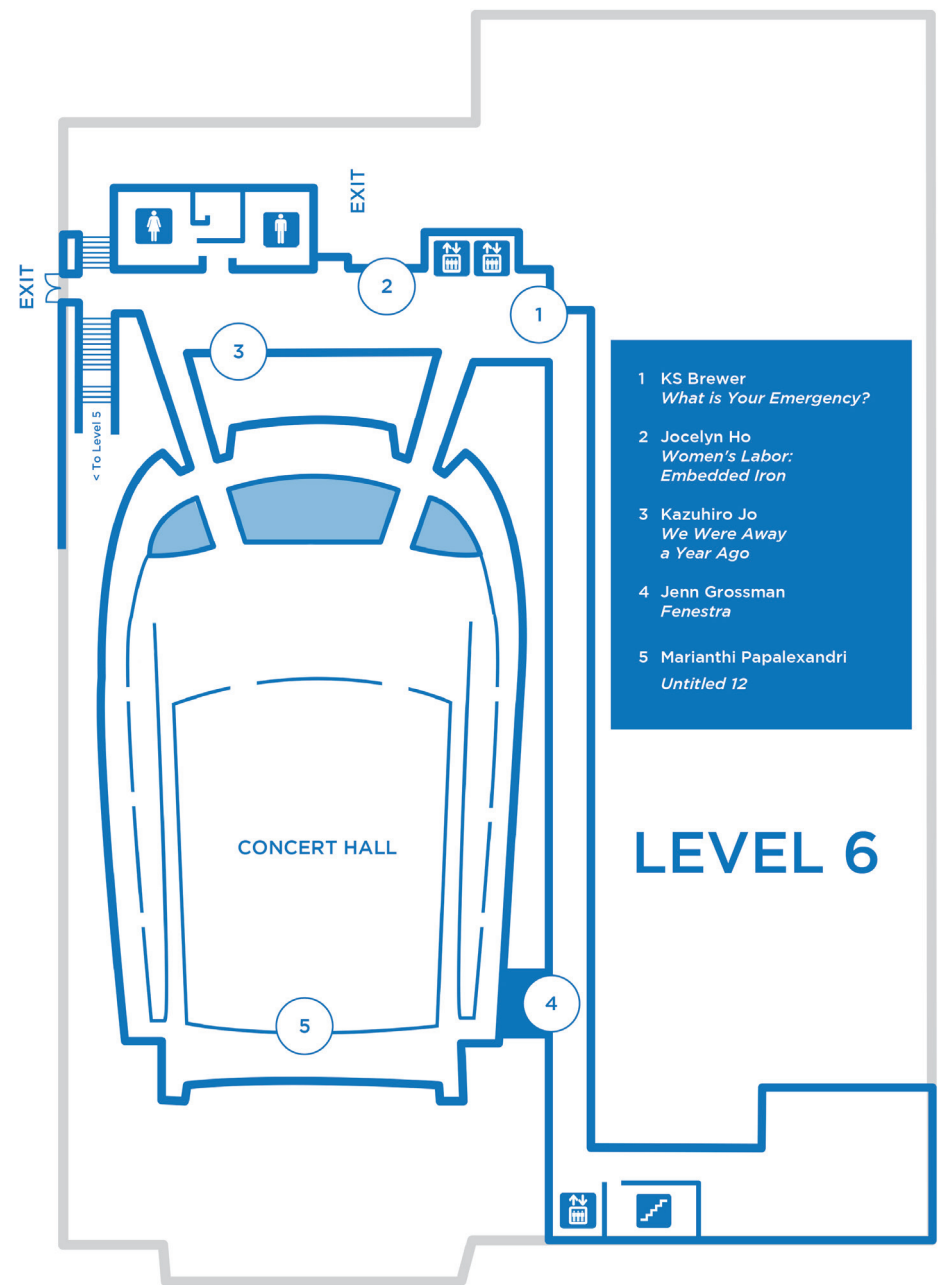 EXIT
EXIT
2
1
3
< To Level 5
1 KS Brewer
What is Your Emergency?
2 Jocelyn Ho
Women's Labor:
Embedded Iron
3 Kazuhiro Jo
We Were Away
a Year Ago
4 Jenn Grossman
Fenestra
5 Marianthi Papalexandri
Untitled 12
CONCERT HALL
LEVEL 6
4
5